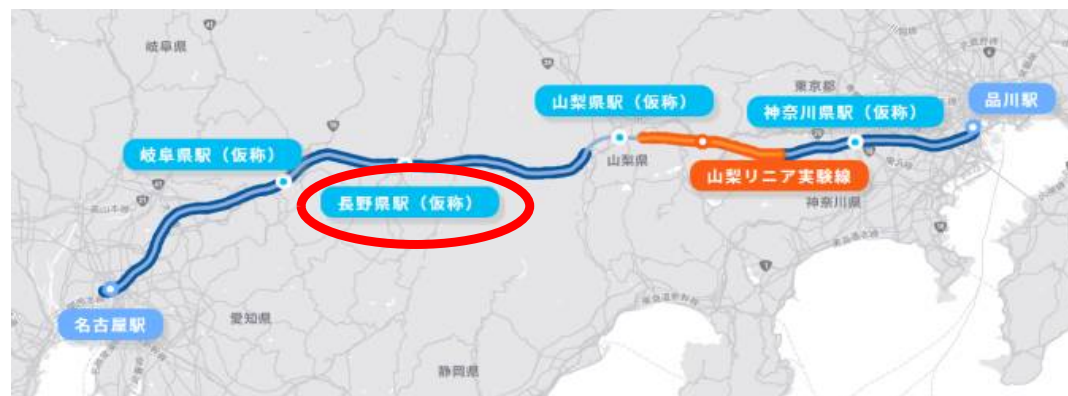 岐阜県
東京都
品川駅
山梨県駅（仮称）
神奈川県駅（仮称）
岐阜県駅（仮称）
山梨県
山梨リニア実験線
長野県駅（仮称）
神奈川県
名古屋駅
愛知県
静岡県